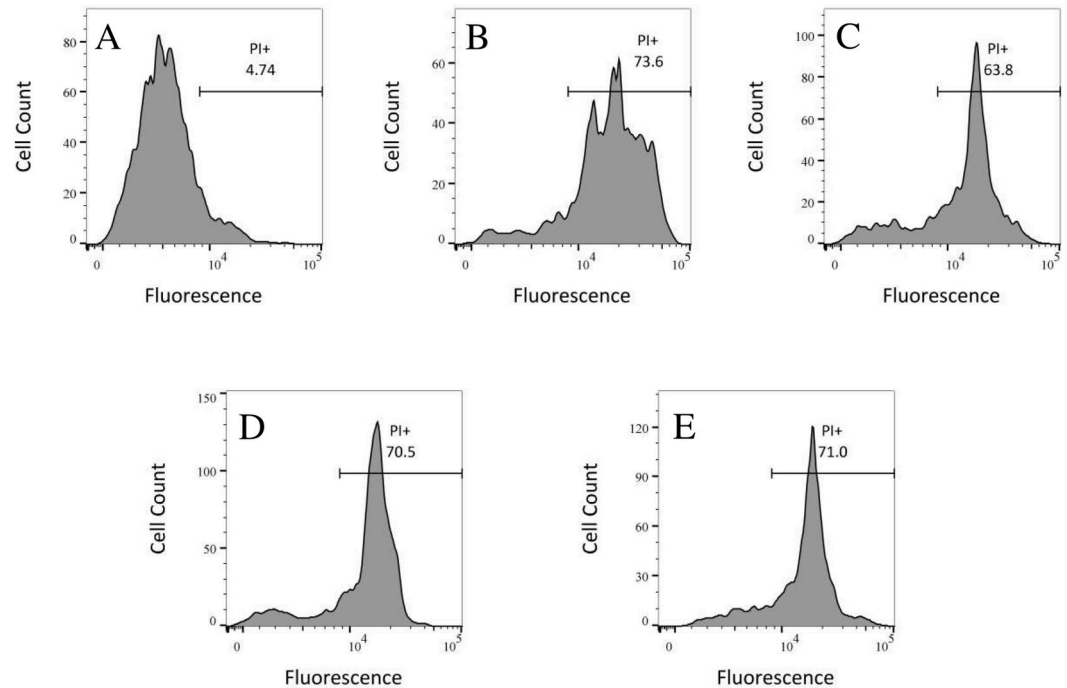 A
PI+
4.74
80
60
40
20
0
0
10⁴
10⁵
Cell Count
Fluorescence
B
PI+
73.6
60
40
20
0
0
10⁴
10⁵
Cell Count
Fluorescence
C
PI+
63.8
100
80
60
40
20
0
0
10⁴
10⁵
Cell Count
Fluorescence
D
PI+
70.5
150
100
50
0
0
10⁴
10⁵
Cell Count
Fluorescence
E
PI+
71.0
120
90
60
30
0
0
10⁴
10⁵
Cell Count
Fluorescence